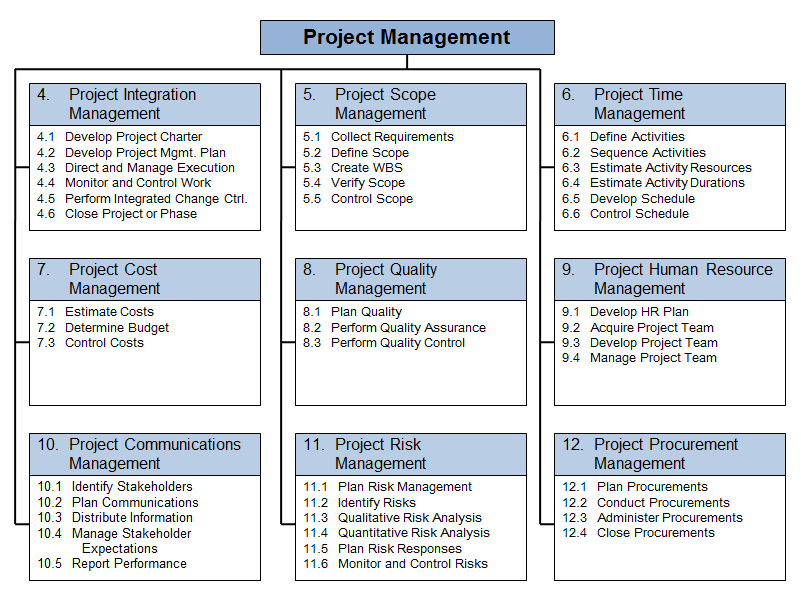 Project Management
4. Project Integration
Management
4.1 Develop Project Charter
4.2 Develop Project Mgmt. Plan
4.3 Direct and Manage Execution
4.4 Monitor and Control Work
4.5 Perform Integrated Change Ctrl.
4.6 Close Project or Phase
5. Project Scope
Management
5.1 Collect Requirements
5.2 Define Scope
5.3 Create WBS
5.4 Verify Scope
5.5 Control Scope
6. Project Time
Management
6.1 Define Activities
6.2 Sequence Activities
6.3 Estimate Activity Resources
6.4 Estimate Activity Durations
6.5 Develop Schedule
6.6 Control Schedule
7. Project Cost
Management
7.1 Estimate Costs
7.2 Determine Budget
7.3 Control Costs
8. Project Quality
Management
8.1 Plan Quality
8.2 Perform Quality Assurance
8.3 Perform Quality Control
9. Project Human Resource
Management
9.1 Develop HR Plan
9.2 Acquire Project Team
9.3 Develop Project Team
9.4 Manage Project Team
10. Project Communications
Management
10.1 Identify Stakeholders
10.2 Plan Communications
10.3 Distribute Information
10.4 Manage Stakeholder
Expectations
10.5 Report Performance
11. Project Risk
Management
11.1 Plan Risk Management
11.2 Identify Risks
11.3 Qualitative Risk Analysis
11.4 Quantitative Risk Analysis
11.5 Plan Risk Responses
11.6 Monitor and Control Risks
12. Project Procurement
Management
12.1 Plan Procurements
12.2 Conduct Procurements
12.3 Administer Procurements
12.4 Close Procurements